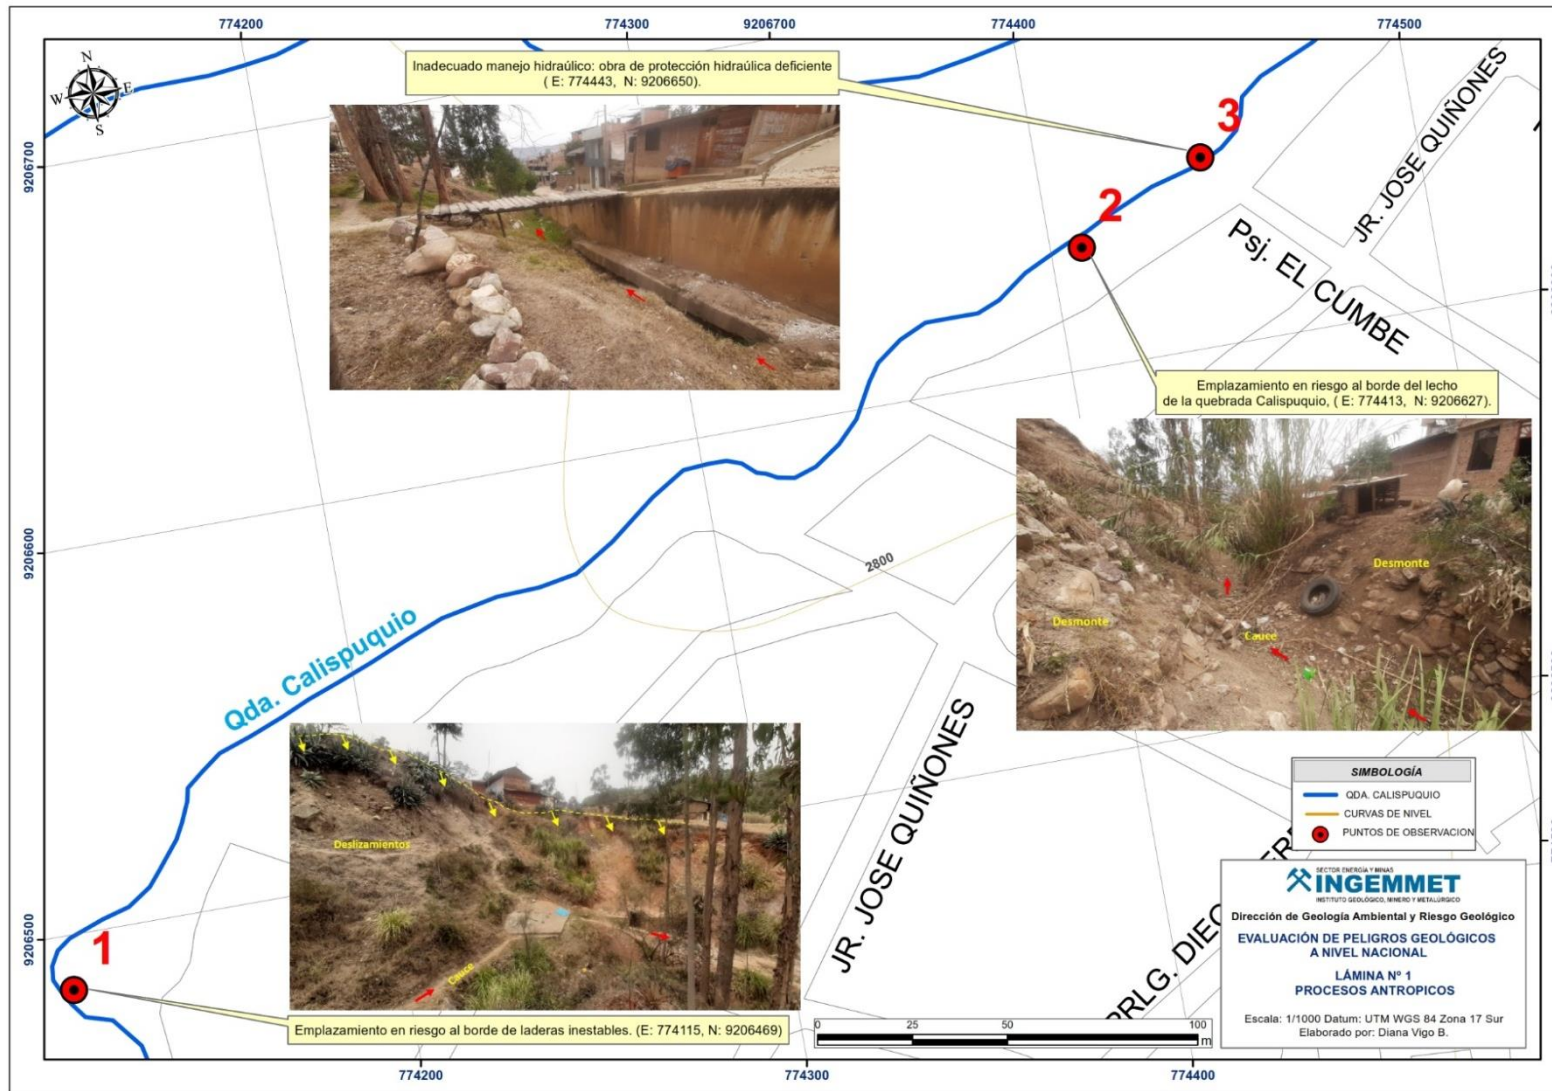 774200
774300
9206700
774400
774500
N
W
E
S
Inadecuado manejo hidraúlico: obra de protección hidraúlica deficiente
( E: 774443, N: 9206650).
3
JR. JOSE QUIÑONES
9206700
2
Psj. EL CUMBE
Emplazamiento en riesgo al borde del lecho
de la quebrada Calispuquio, ( E: 774413, N: 9206627).
Desmonte
Desmonte
Cauce
9206600
2800
Qda. Calispuquio
Deslizamientos
Cauce
JR. JOSE QUIÑONES
PRLG. DIEG
9206500
1
Emplazamiento en riesgo al borde de laderas inestables. (E: 774115, N: 9206469)
SIMBOLOGÍA
QDA. CALISPUQUIO
CURVAS DE NIVEL
PUNTOS DE OBSERVACION
SECTOR ENERGÍA Y MINAS
INGEMMET
INSTITUTO GEOLÓGICO, MINERO Y METALÚRGICO
Dirección de Geología Ambiental y Riesgo Geológico
EVALUACIÓN DE PELIGROS GEOLÓGICOS
A NIVEL NACIONAL
LÁMINA Nº 1
PROCESOS ANTROPICOS
Escala: 1/1000 Datum: UTM WGS 84 Zona 17 Sur
Elaborado por: Diana Vigo B.
0 25 50 100
m
774200
774300
774400